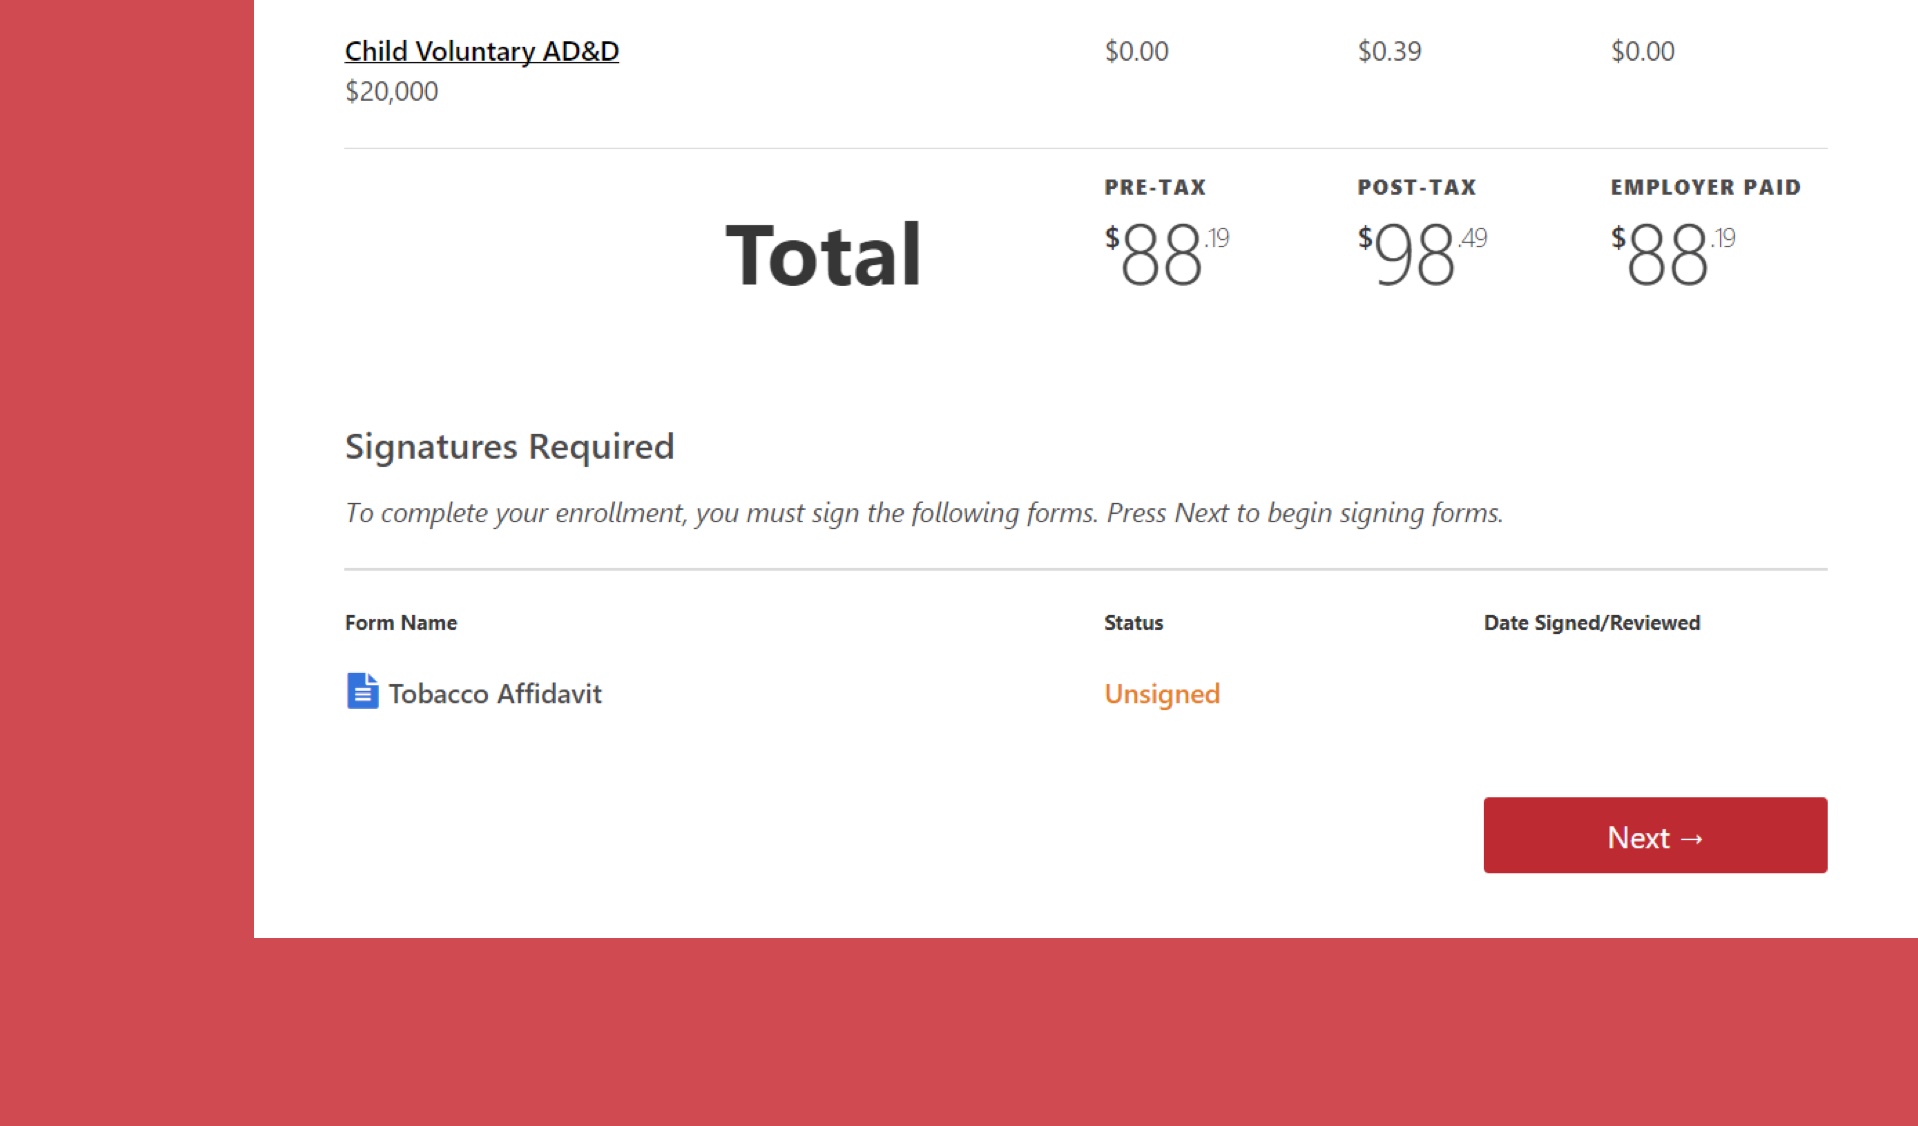 Child Voluntary AD&D $0.00 $0.39 $0.00
$20,000
PRE-TAX POST-TAX EMPLOYER PAID
Total $88.19 $98.49 $88.19
Signatures Required
To complete your enrollment, you must sign the following forms. Press Next to begin signing forms.
Form Name Status Date Signed/Reviewed
Tobacco Affidavit Unsigned
Next →